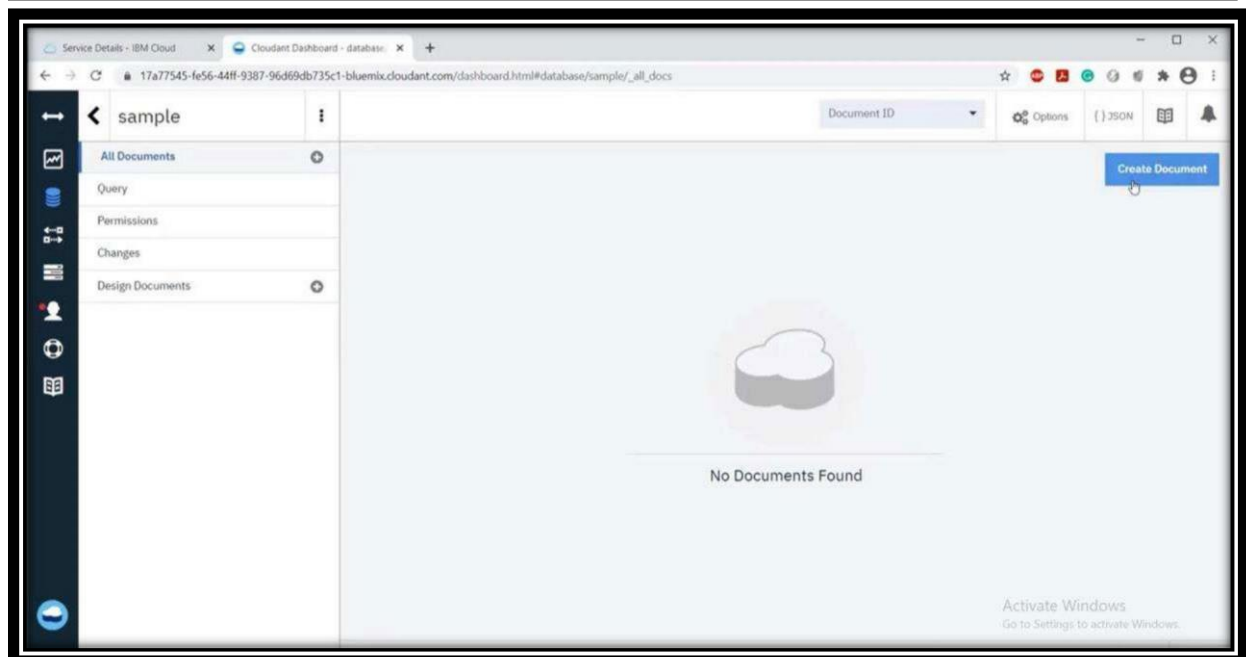 Service Details - IBM Cloud
Cloudant Dashboard - database
17a77545-fe56-44ff-9387-96d69db735c1-bluemix.cloudant.com/dashboard.html#database/sample/_all_docs
sample
Document ID
Options
{ } JSON
All Documents
Create Document
Query
Permissions
Changes
Design Documents
No Documents Found
Activate Windows
Go to Settings to activate Windows.